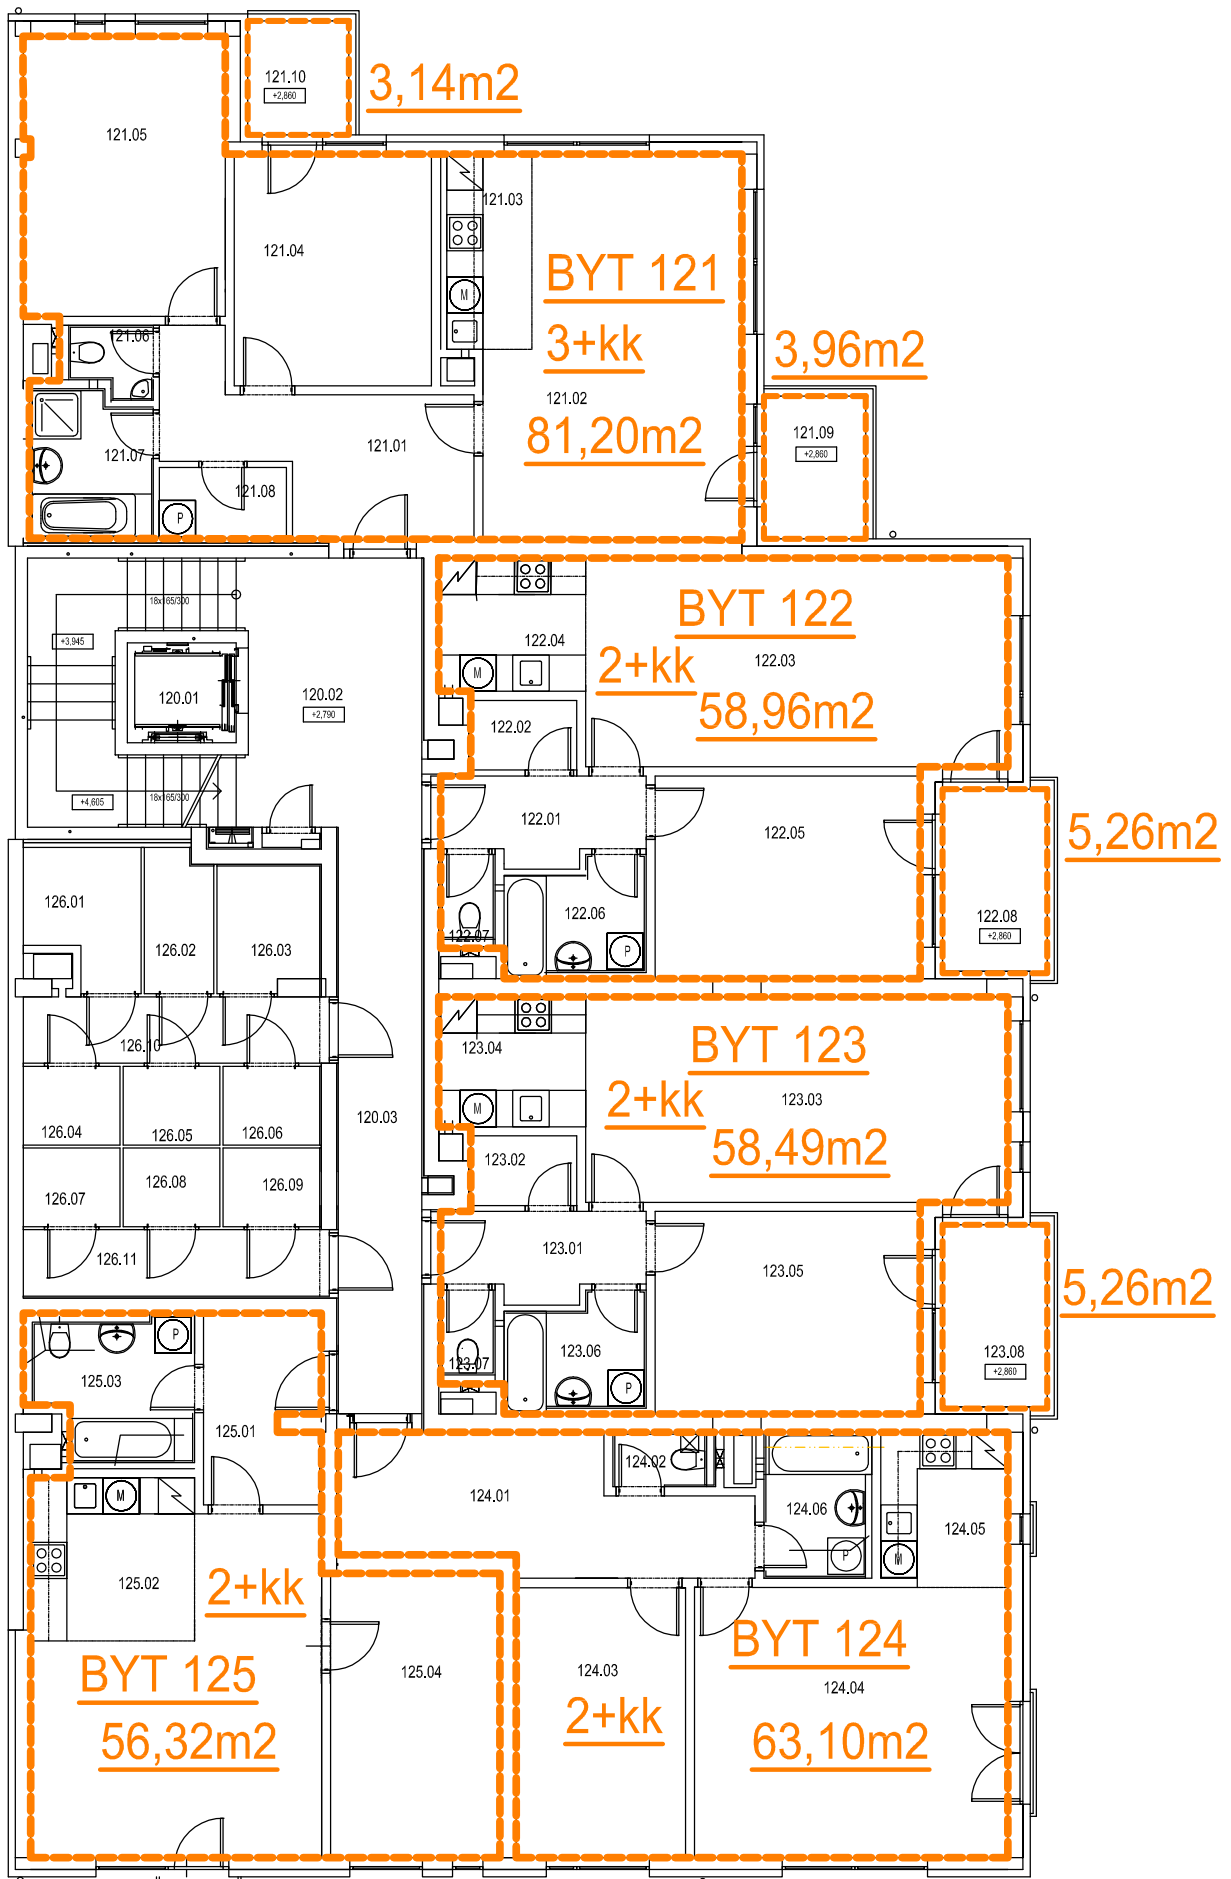 121.10
+2,860
3,14m2
121.05
121.03
121.04
BYT 121
M
121.06
3+kk
3,96m2
121.02
121.09
121.01
81,20m2
+2,860
121.07
121.08
P
18x165/300
BYT 122
+3,945
122.04
122.03
2+kk
M
120.01
120.02
+2,790
58,96m2
122.02
+4,605
18x165/300
122.01
122.05
5,26m2
126.01
122.06
122.08
122.07
+2,860
126.02
126.03
P
126.10
123.04
BYT 123
2+kk
123.03
M
120.03
126.04
126.05
126.06
58,49m2
123.02
126.07
126.08
126.09
126.11
123.01
123.05
5,26m2
P
123.07
123.06
123.08
+2,860
125.03
P
125.01
124.02
124.01
M
124.06
124.05
P
M
125.02
2+kk
BYT 124
BYT 125
125.04
124.03
124.04
2+kk
56,32m2
63,10m2